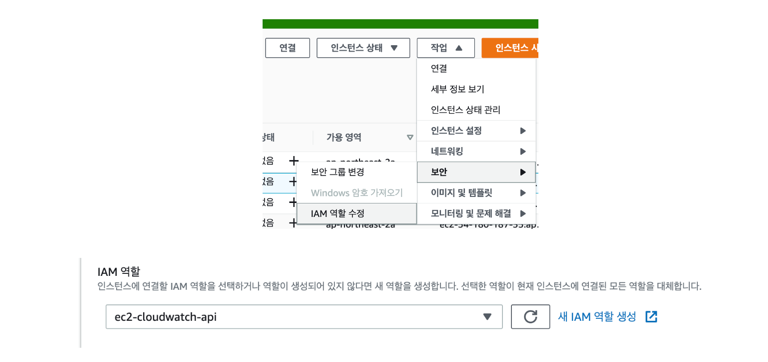 연결 인스턴스 상태 작업 인스턴스 시
연결
세부 정보 보기
인스턴스 상태 관리
인스턴스 설정
상태 가용 영역
네트워킹
없음
보안 그룹 변경 보안
없음
Windows 암호 가져오기 이미지 및 템플릿
없음
IAM 역할 수정 모니터링 및 문제 해결
없음 ap-northeast-2a
IAM 역할
인스턴스에 연결할 IAM 역할을 선택하거나 역할이 생성되어 있지 않다면 새 역할을 생성합니다. 선택한 역할이 현재 인스턴스에 연결된 모든 역할을 대체합니다.
ec2-cloudwatch-api 새 IAM 역할 생성